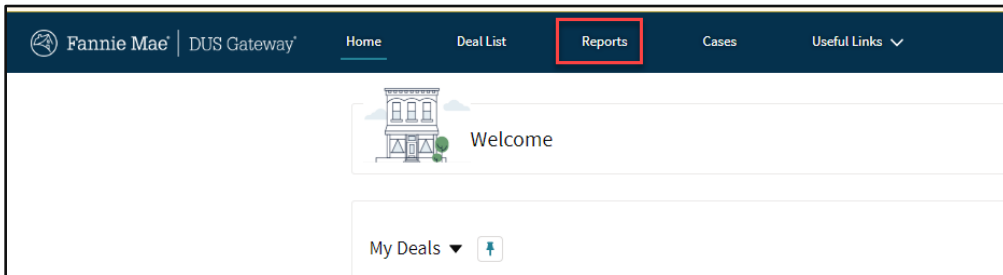 Fannie Mae® | DUS Gateway® Home Deal List Reports Cases Useful Links
Welcome
My Deals